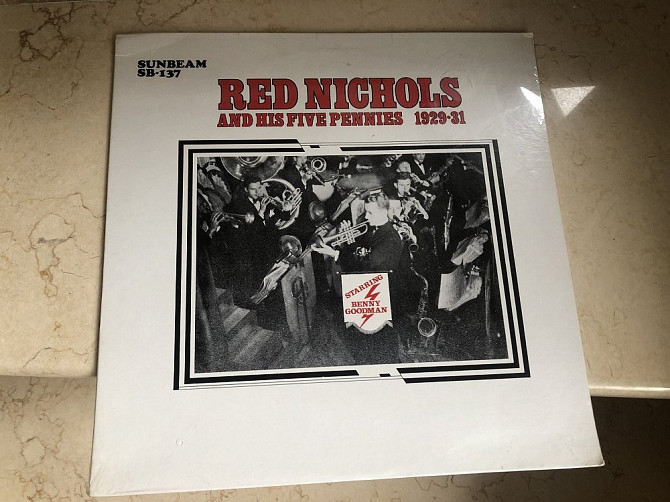 SUNBEAM
SB-137
RED NICHOLS
AND HIS FIVE PENNIES 1929-31
STARRING
BENNY
GOODMAN